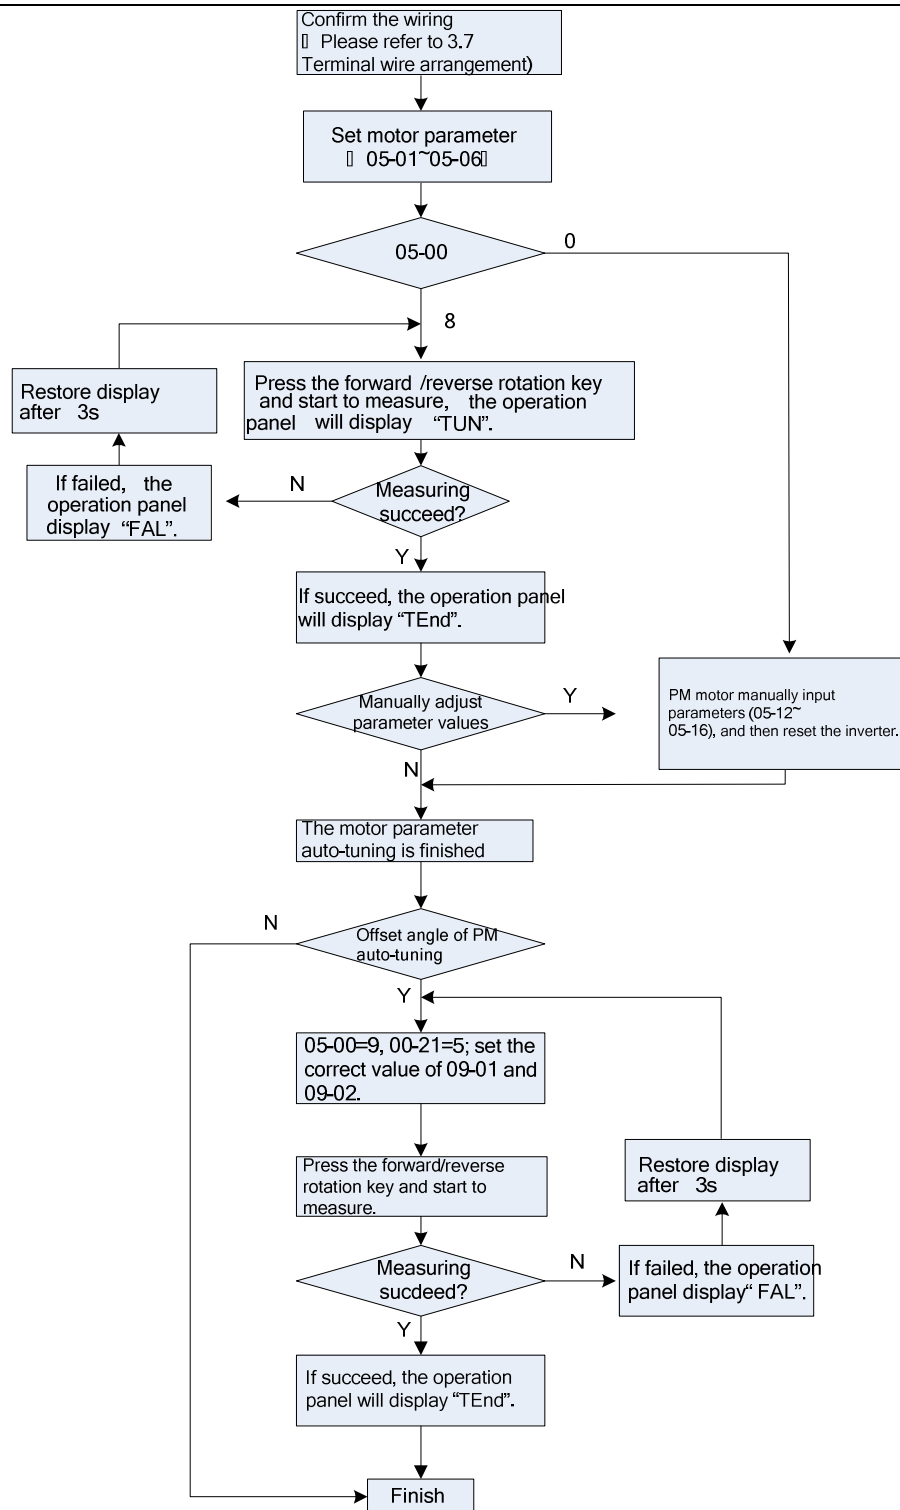 Confirm the wiring
Please refer to 3.7
Terminal wire arrangement)
Set motor parameter
05-01~05-06
05-00
0
8
Press the forward /reverse rotation key
and start to measure, the operation
panel will display "TUN".
Restore display
after 3s
If failed, the
operation panel
display "FAL".
N
Measuring
succeed?
Y
If succeed, the operation panel
will display "TEnd".
Manually adjust
parameter values
Y
PM motor manually input
parameters (05-12~
05-16), and then reset the inverter.
N
The motor parameter
auto-tuning is finished
N
Offset angle of PM
auto-tuning
Y
05-00=9, 00-21=5; set the
correct value of 09-01 and
09-02.
Press the forward/reverse
rotation key and start to
measure.
Restore display
after 3s
Measuring
sucdeed?
N
If failed, the operation
panel display" FAL".
Y
If succeed, the operation
panel will display "TEnd".
Finish